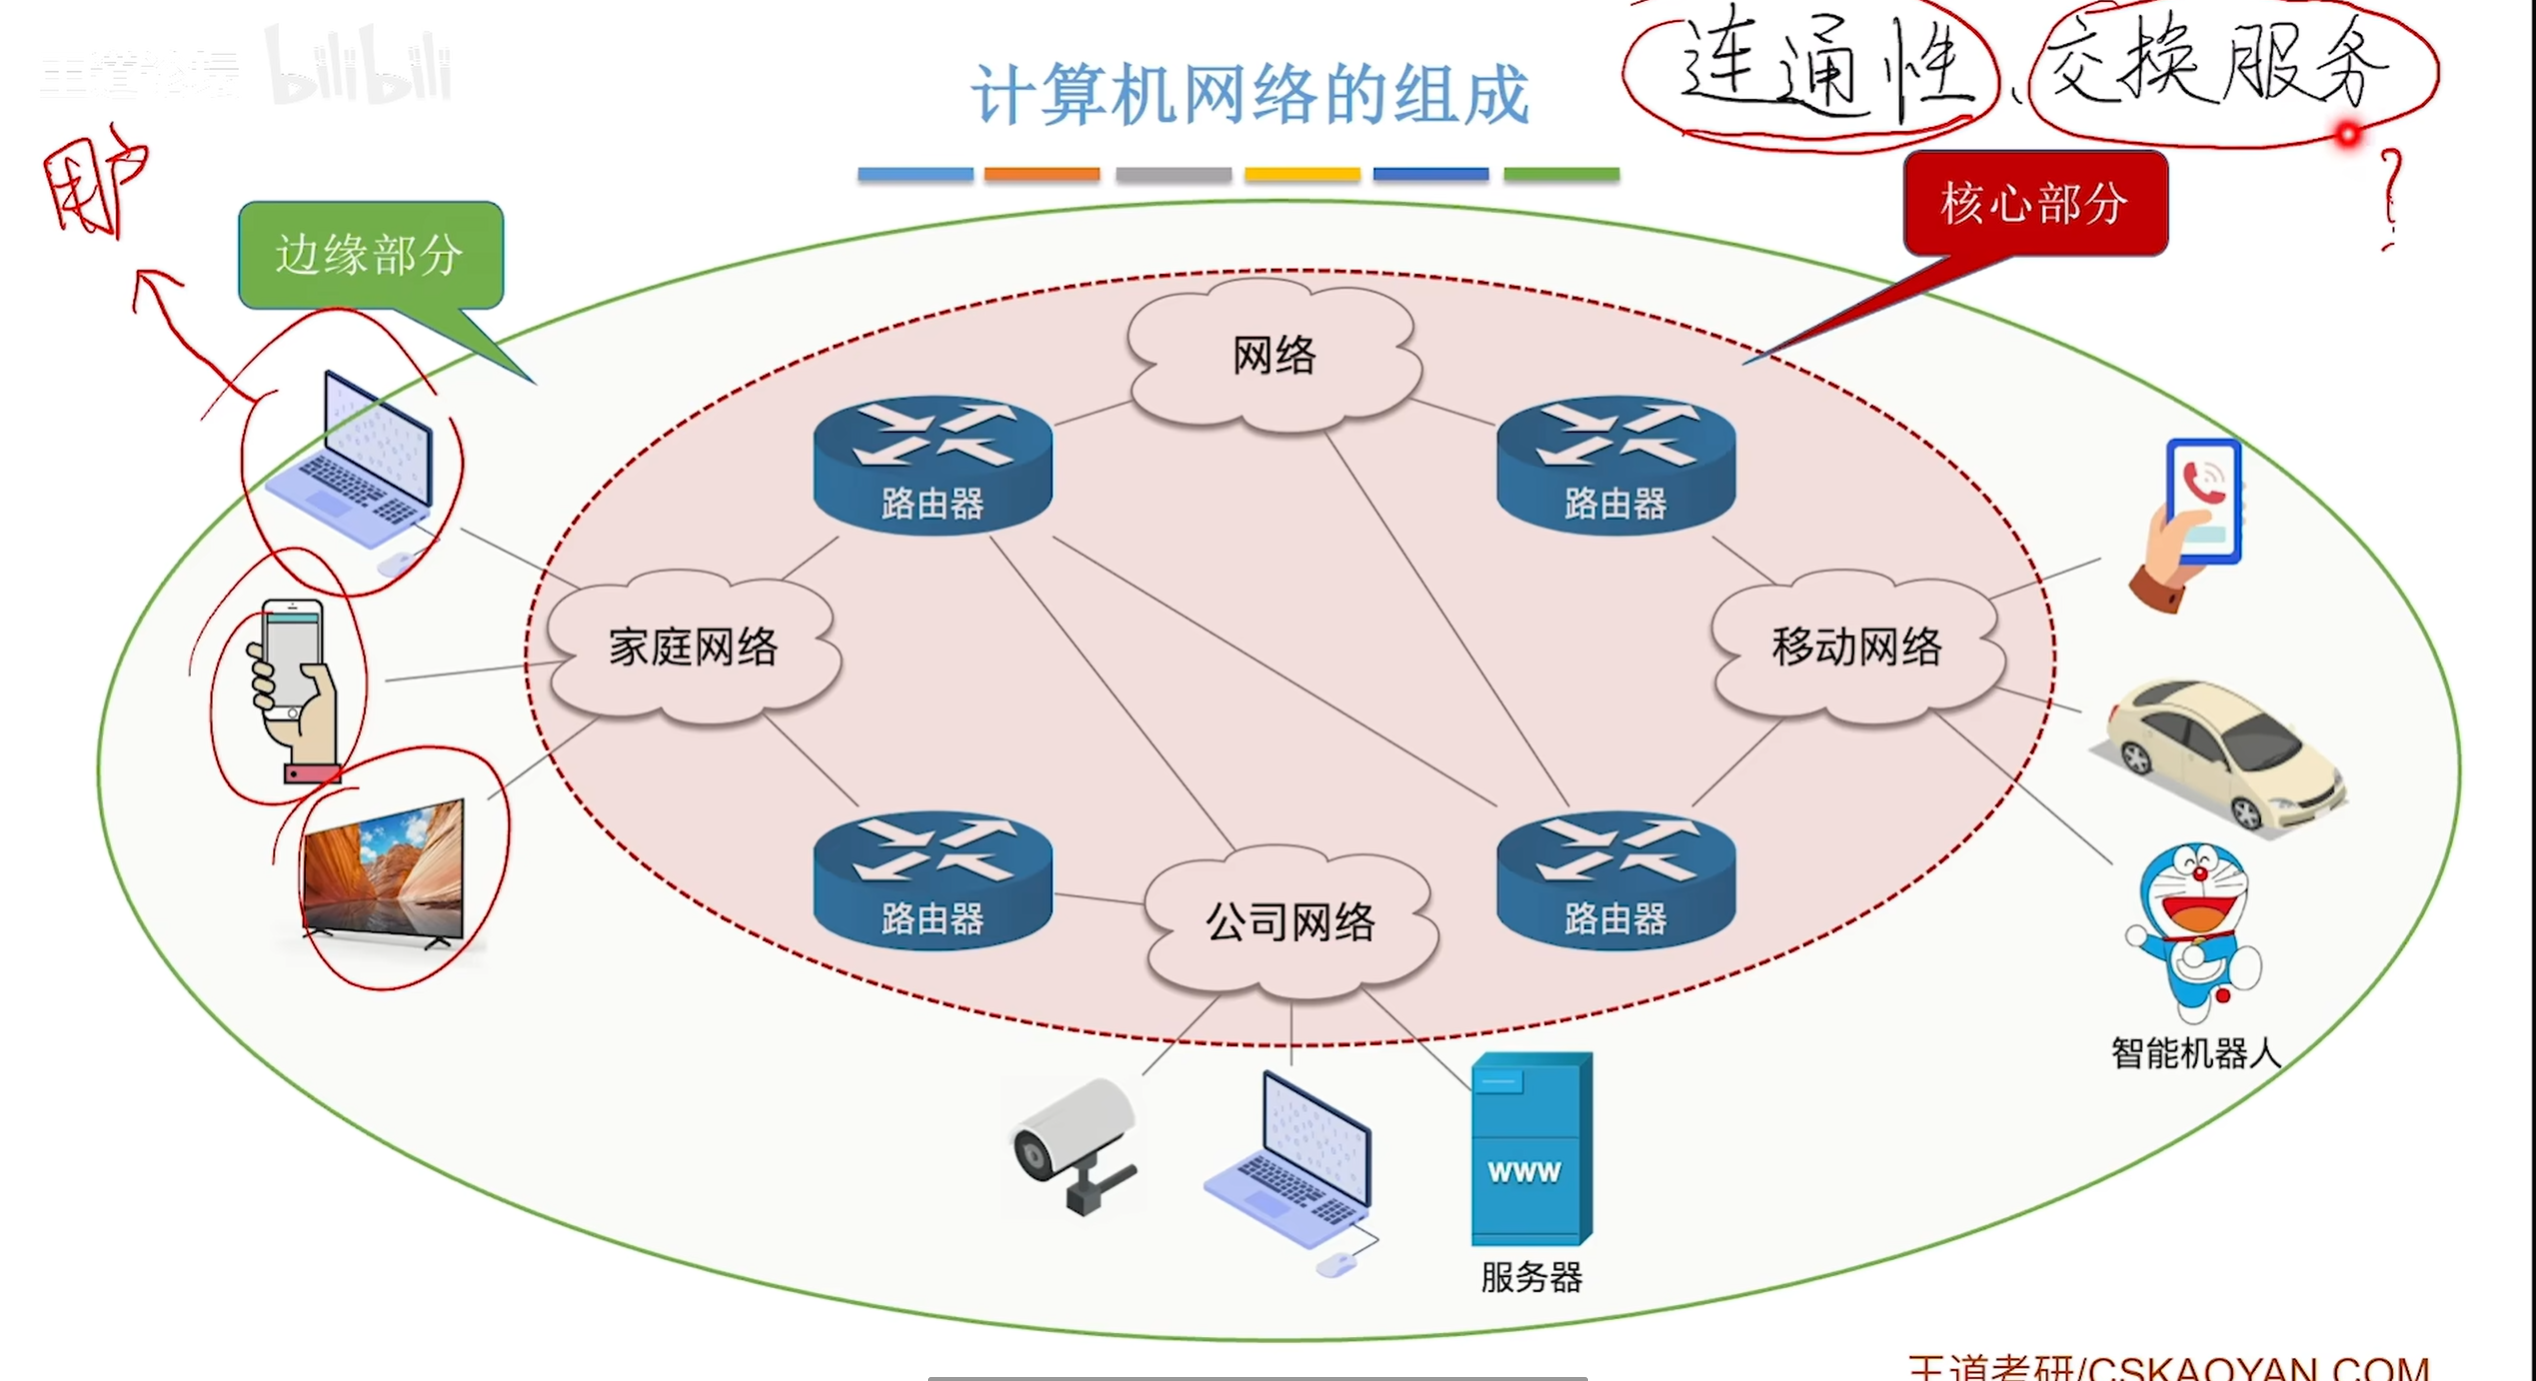 王道论坛 bilibili
计算机网络的组成
连通性、交换服务
?
用户
边缘部分
核心部分
网络
路由器
路由器
家庭网络
移动网络
路由器
公司网络
路由器
智能机器人
www
服务器
王道考研/CSKAOYAN.COM